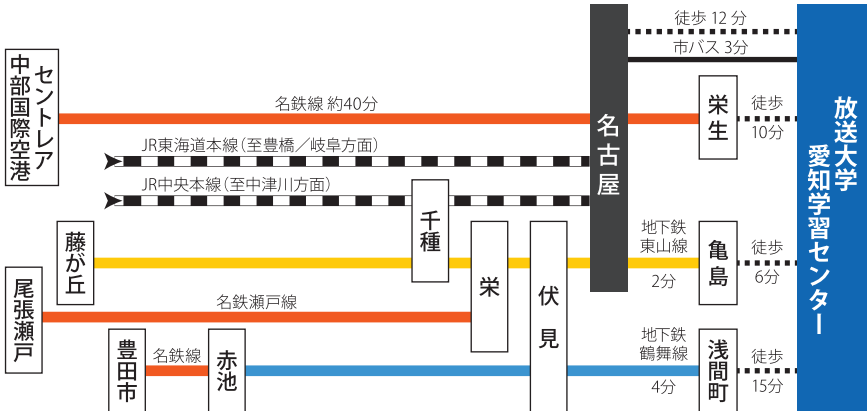 徒歩 12 分
市バス 3分
セントレア
中部国際空港
名鉄線 約40分
名古屋
栄生
徒歩
10分
放送大学
愛知学習センター
JR東海道本線（至豊橋／岐阜方面）
JR中央本線（至中津川方面）
千種
藤が丘
栄
伏見
地下鉄
東山線
2分
亀島
徒歩
6分
尾張瀬戸
名鉄瀬戸線
豊田市
名鉄線
赤池
地下鉄
鶴舞線
4分
浅間町
徒歩
15分